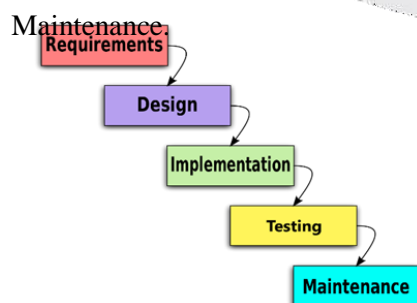 Maintenance.
Requirements
Design
Implementation
Testing
Maintenance